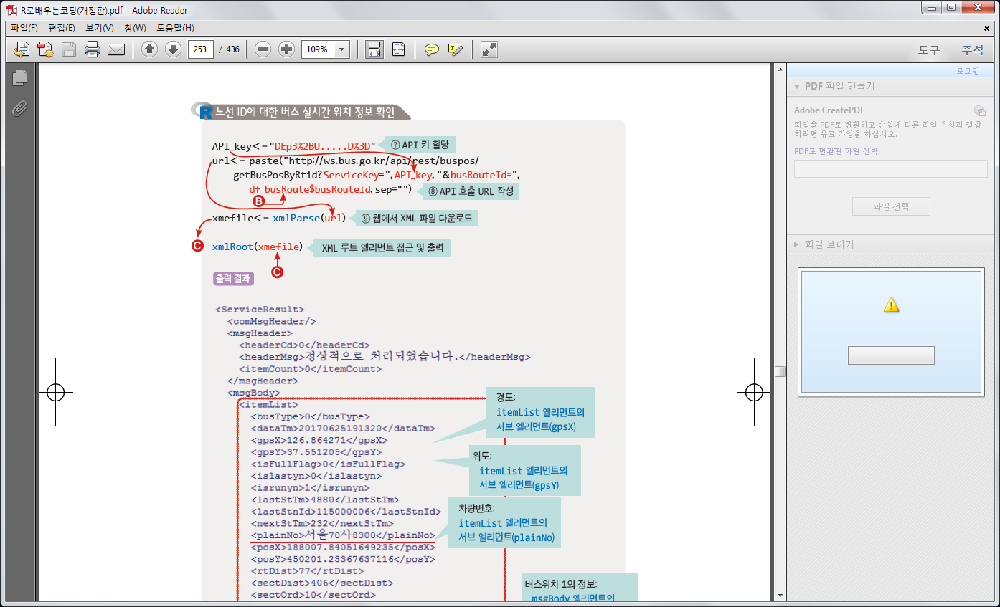 R로배우는코딩(개정판).pdf - Adobe Reader
파일(F) 편집(E) 보기(V) 창(W) 도움말(H)
253 / 436 109% 도구 주석
로그인
PDF 파일 만들기
Adobe CreatePDF
파일을 PDF로 변환하고 손쉽게 다른 파일 유형과 결합
하려면 유료 가입을 하십시오.
PDF로 변환할 파일 선택:
파일 선택
파일 보내기
R 노선 ID에 대한 버스 실시간 위치 정보 확인
API_key<-"DEp3%2BU.....D%3D" ⑦ API 키 할당
url<- paste("http://ws.bus.go.kr/api/rest/buspos/
getBusPosByRtid?ServiceKey=",API_key, "&busRouteId=",
df_busRoute$busRouteId, sep="") ⑧ API 호출 URL 작성
B
xmefile<- xmlParse(url) ⑨ 웹에서 XML 파일 다운로드
C xmlRoot(xmefile) XML 루트 엘리먼트 접근 및 출력
C
출력 결과
<ServiceResult>
<comMsgHeader/>
<msgHeader>
<headerCd>0</headerCd>
<headerMsg>정상적으로 처리되었습니다.</headerMsg>
<itemCount>0</itemCount>
</msgHeader>
<msgBody>
<itemList>
<busType>0</busType>
<dataTm>20170625191320</dataTm>
<gpsX>126.864271</gpsX>
<gpsY>37.551205</gpsY>
<isFullFlag>0</isFullFlag>
<islastyn>0</islastyn>
<isrunyn>1</isrunyn>
<lastStTm>4880</lastStTm>
<lastStnId>115000006</lastStnId>
<nextStTm>232</nextStTm>
<plainNo>서울70사8300</plainNo>
<posX>188007.84051649235</posX>
<posY>450201.23367637116</posY>
<rtDist>77</rtDist>
<sectDist>406</sectDist>
<sectOrd>10</sectOrd>
경도:
itemList 엘리먼트의
서브 엘리먼트(gpsX)
위도:
itemList 엘리먼트의
서브 엘리먼트(gpsY)
차량번호:
itemList 엘리먼트의
서브 엘리먼트(plainNo)
버스위치 1의 정보:
msgBody 엘리먼트의